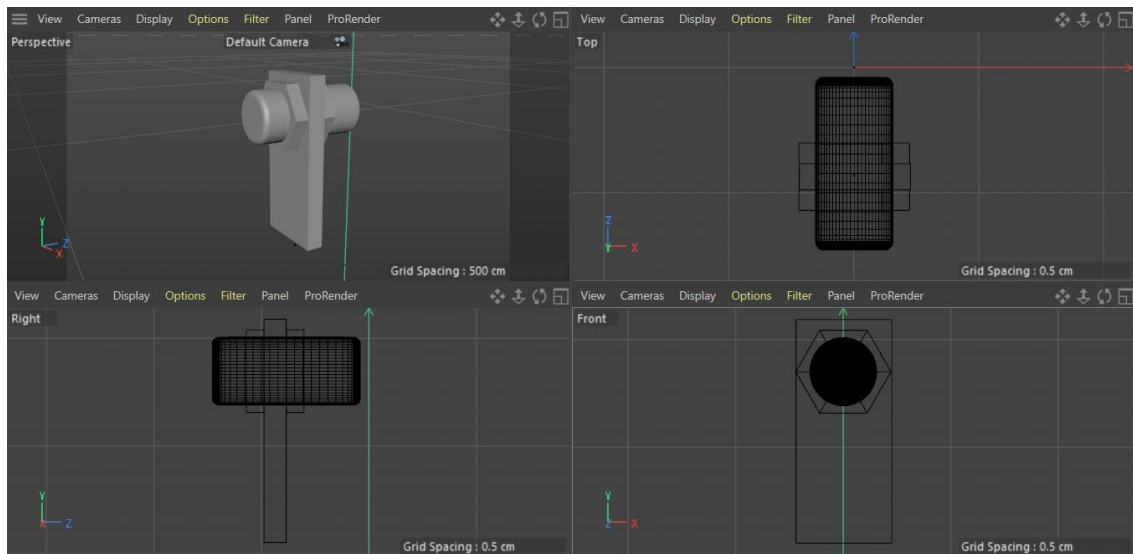 View Cameras Display Options Filter Panel ProRender
Perspective
Default Camera
Y
Z
X
Grid Spacing : 500 cm
View Cameras Display Options Filter Panel ProRender
Top
Z
Y X
Grid Spacing : 0.5 cm
View Cameras Display Options Filter Panel ProRender
Right
Y
X Z
Grid Spacing : 0.5 cm
View Cameras Display Options Filter Panel ProRender
Front
Y
Z X
Grid Spacing : 0.5 cm